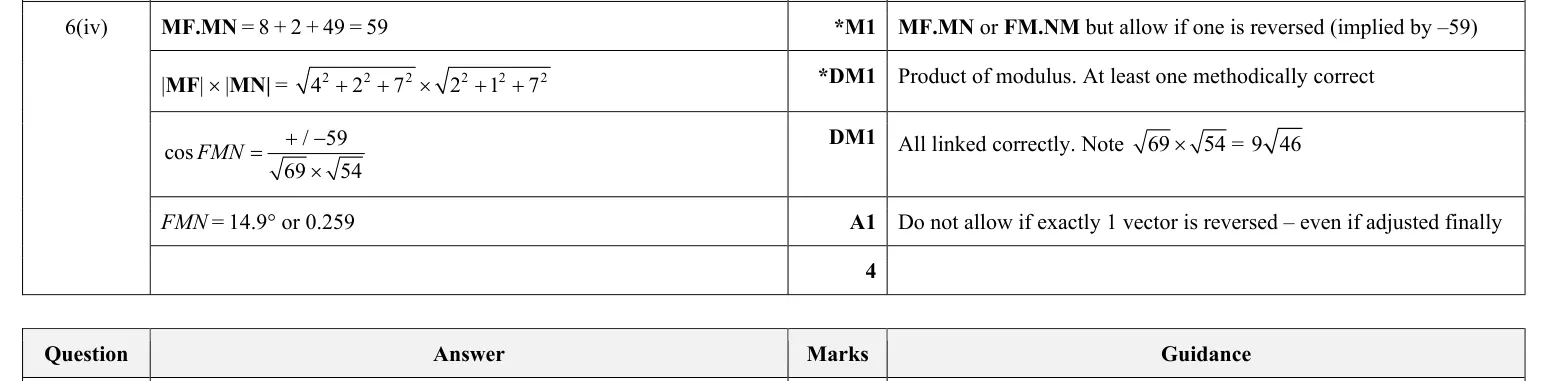 6(iv) MF.MN = 8 + 2 + 49 = 59 *M1 MF.MN or FM.NM but allow if one is reversed (implied by –59)
|MF| × |MN| = √(4² + 2² + 7²) × √(2² + 1² + 7²) *DM1 Product of modulus. At least one methodically correct
cos FMN = (+ / −59) / (√69 × √54) DM1 All linked correctly. Note √69 × √54 = 9√46
FMN = 14.9° or 0.259 A1 Do not allow if exactly 1 vector is reversed – even if adjusted finally
4
Question Answer Marks Guidance